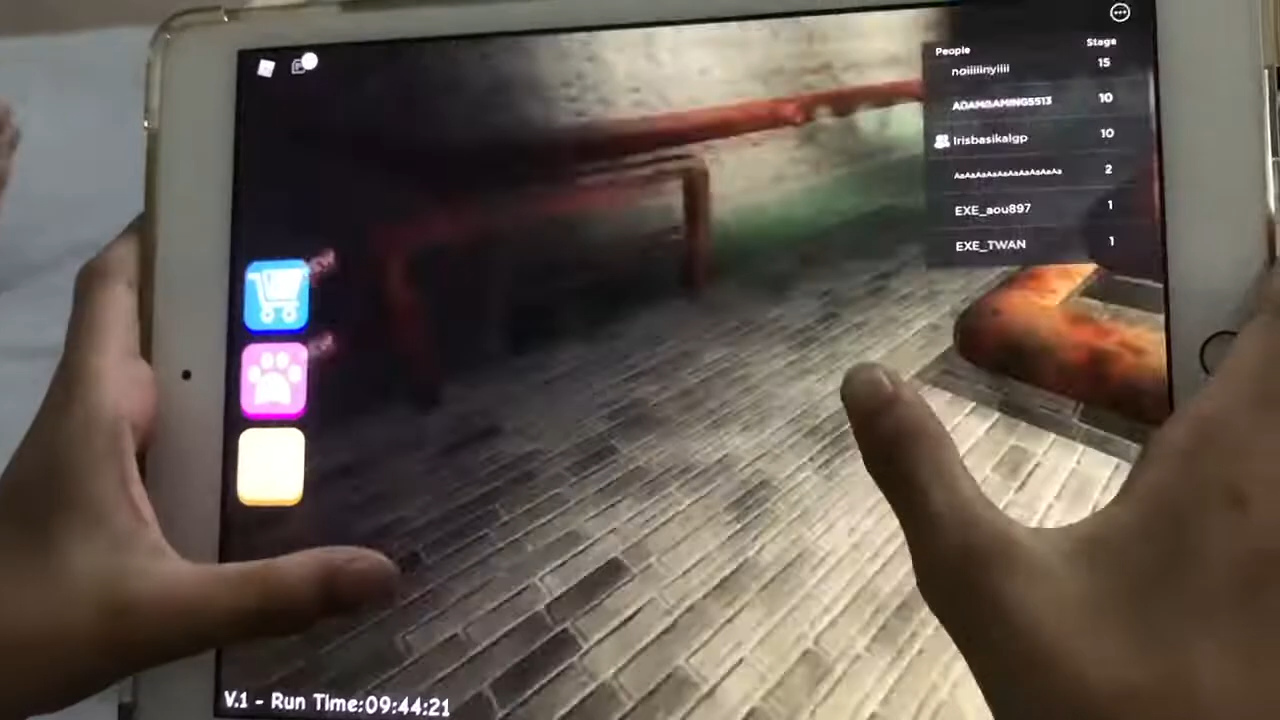 People Stage
noiiiiinyiiii 15
ADAMGAMING5513 10
Irisbasikalgp 10
AaAaAaAaAaAaAaAaAaAa 2
EXE_aou897 1
EXE_TWAN 1
V.1 - Run Time:09:44:21